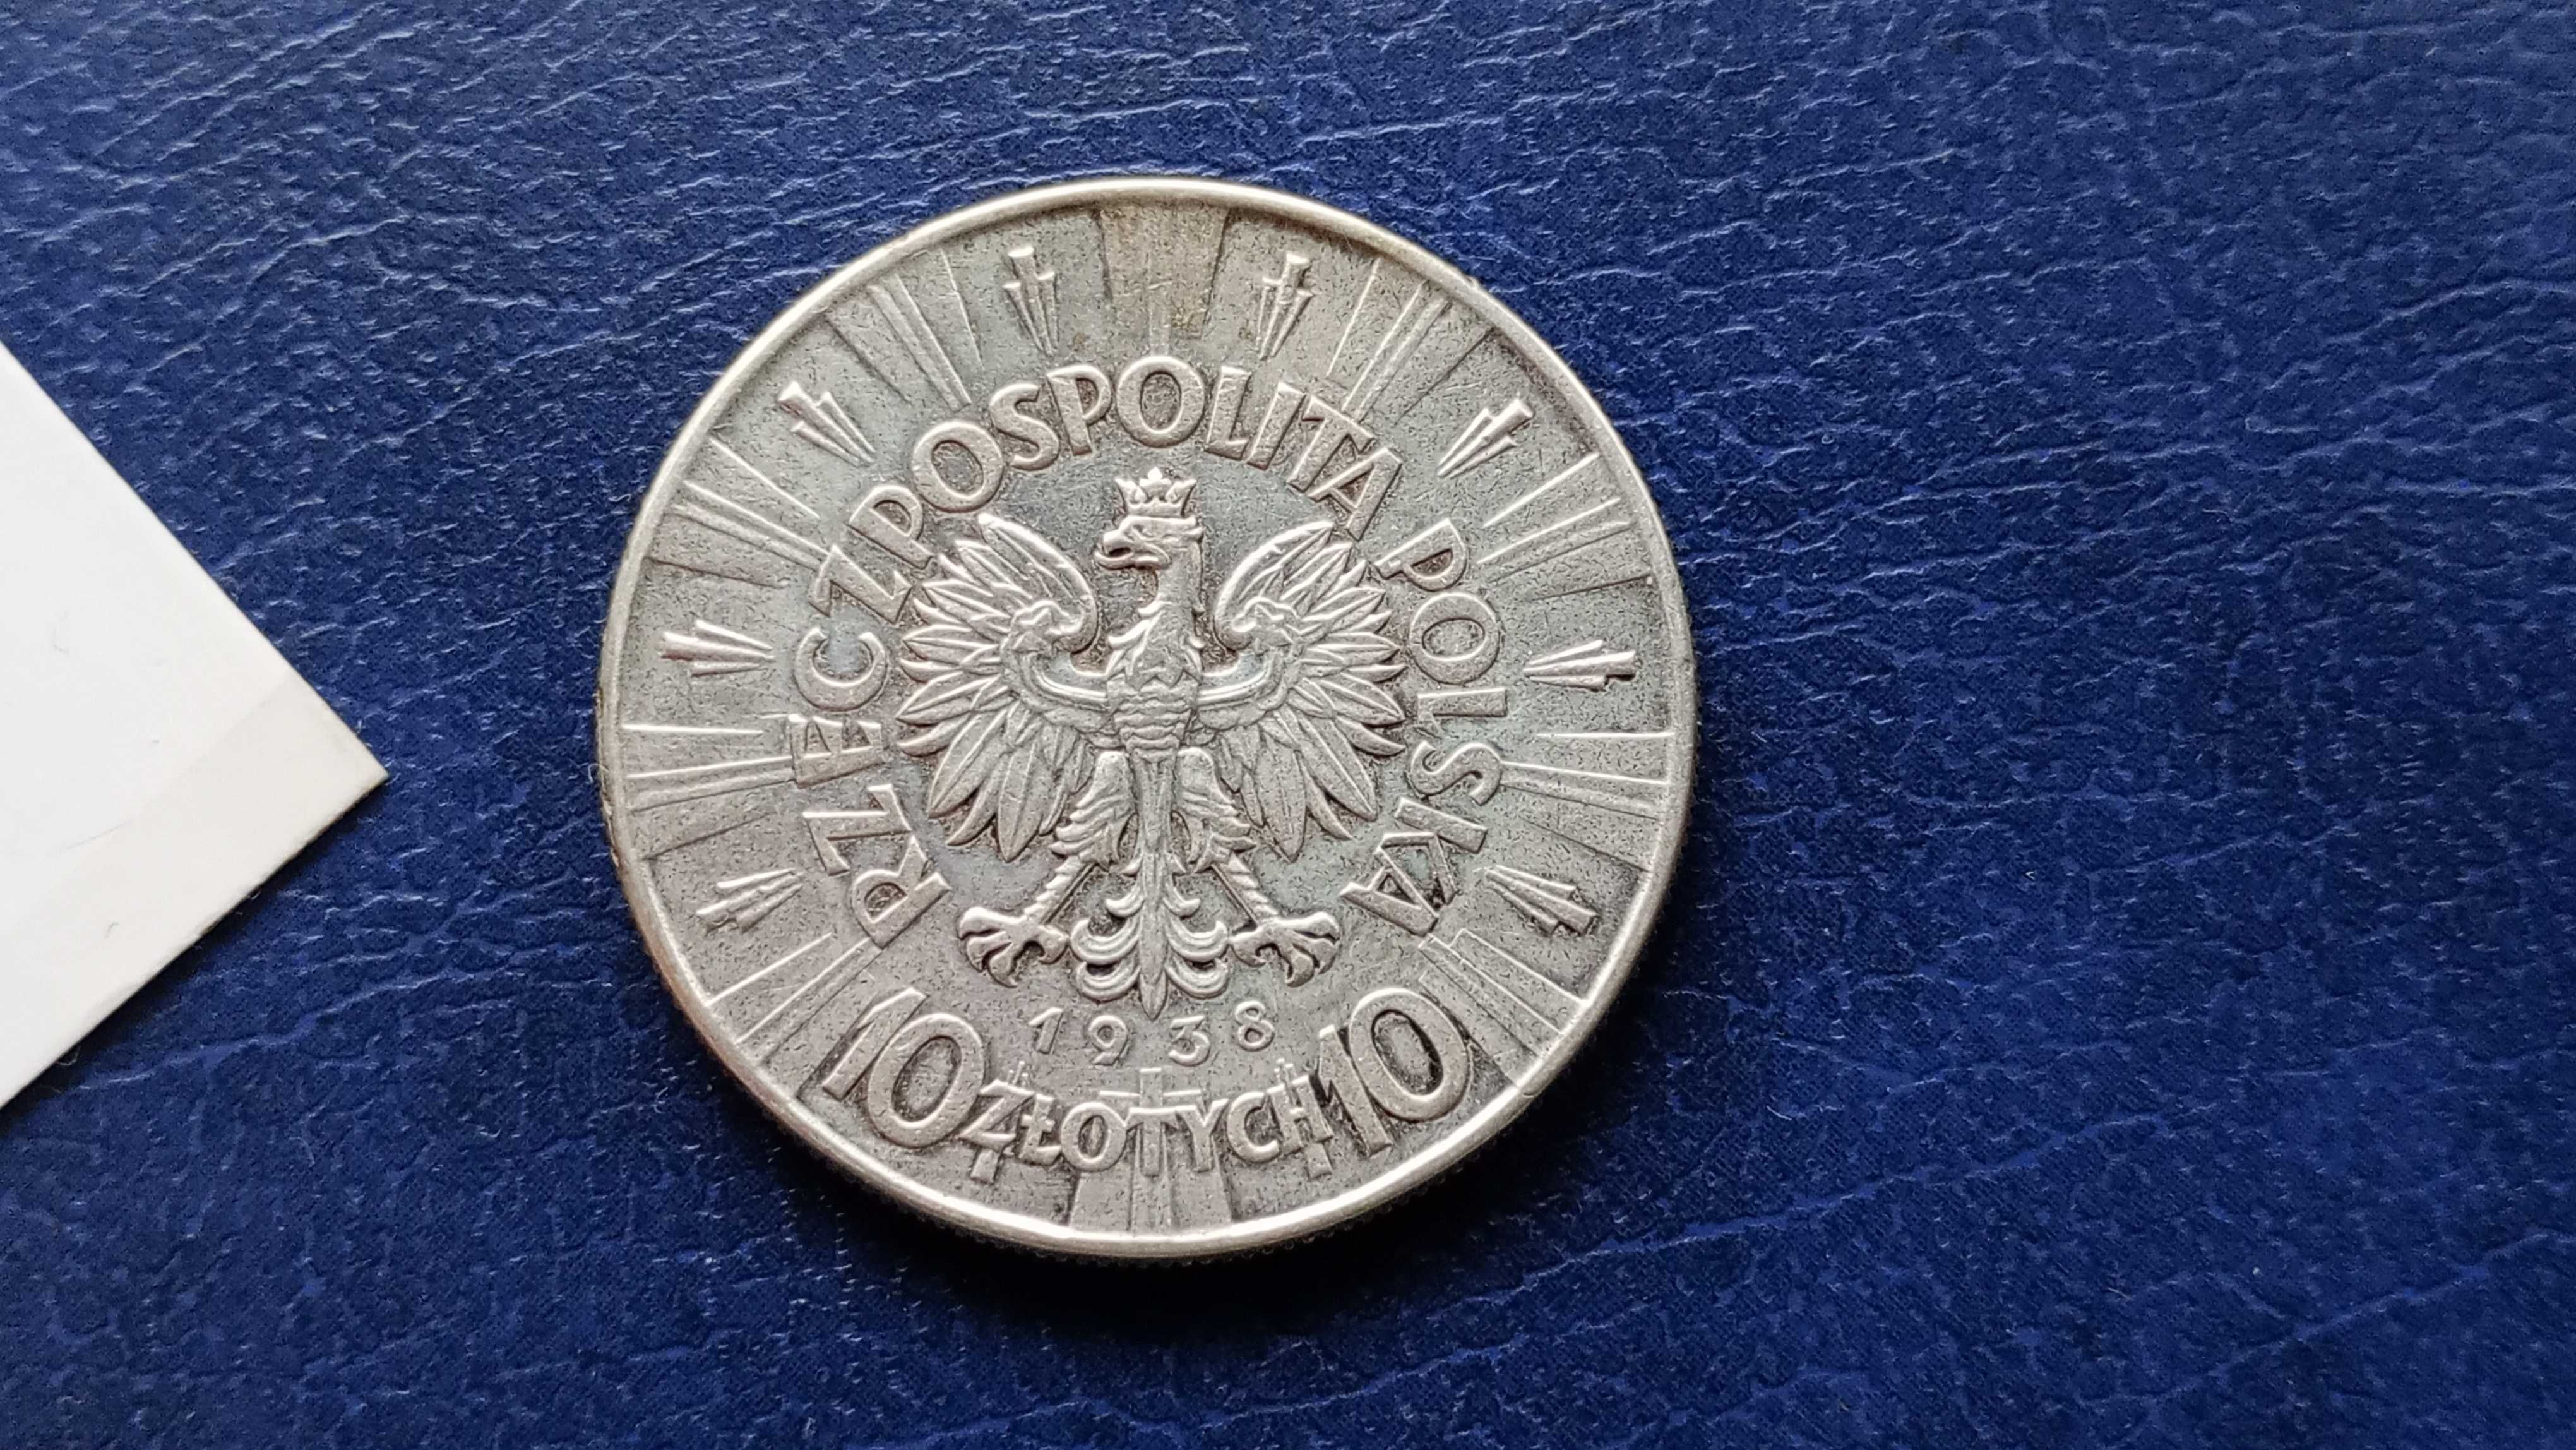 RZECZPOSPOLITA POLSKA
1938
10 ZŁOTYCH 10